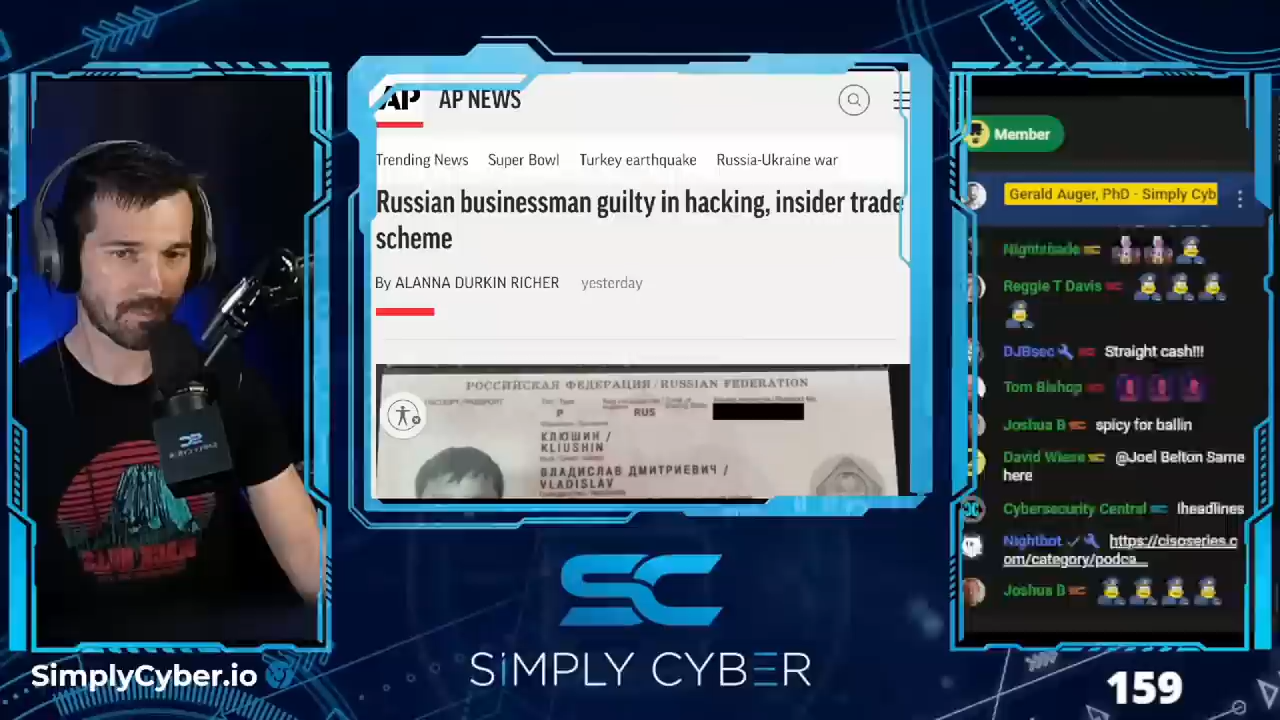 AP AP NEWS
Trending News Super Bowl Turkey earthquake Russia-Ukraine war
Russian businessman guilty in hacking, insider trade
scheme
By ALANNA DURKIN RICHER yesterday
РОССИЙСКАЯ ФЕДЕРАЦИЯ / RUSSIAN FEDERATION
P RUS
КЛЮШИН /
KLIUSHIN
ВЛАДИСЛАВ ДМИТРИЕВИЧ /
VLADISLAV
SC
SIMPLY CYBER
SimplyCyber.io
Member
Gerald Auger, PhD - Simply Cyb
Nightshade
Reggie T Davis
DJBsec Straight cash!!!
Tom Bishop
Joshua B spicy for ballin
David Wiese @Joel Belton Same
here
Cybersecurity Central !headlines
Nightbot https://cisoseries.c
om/category/podca...
Joshua B
159